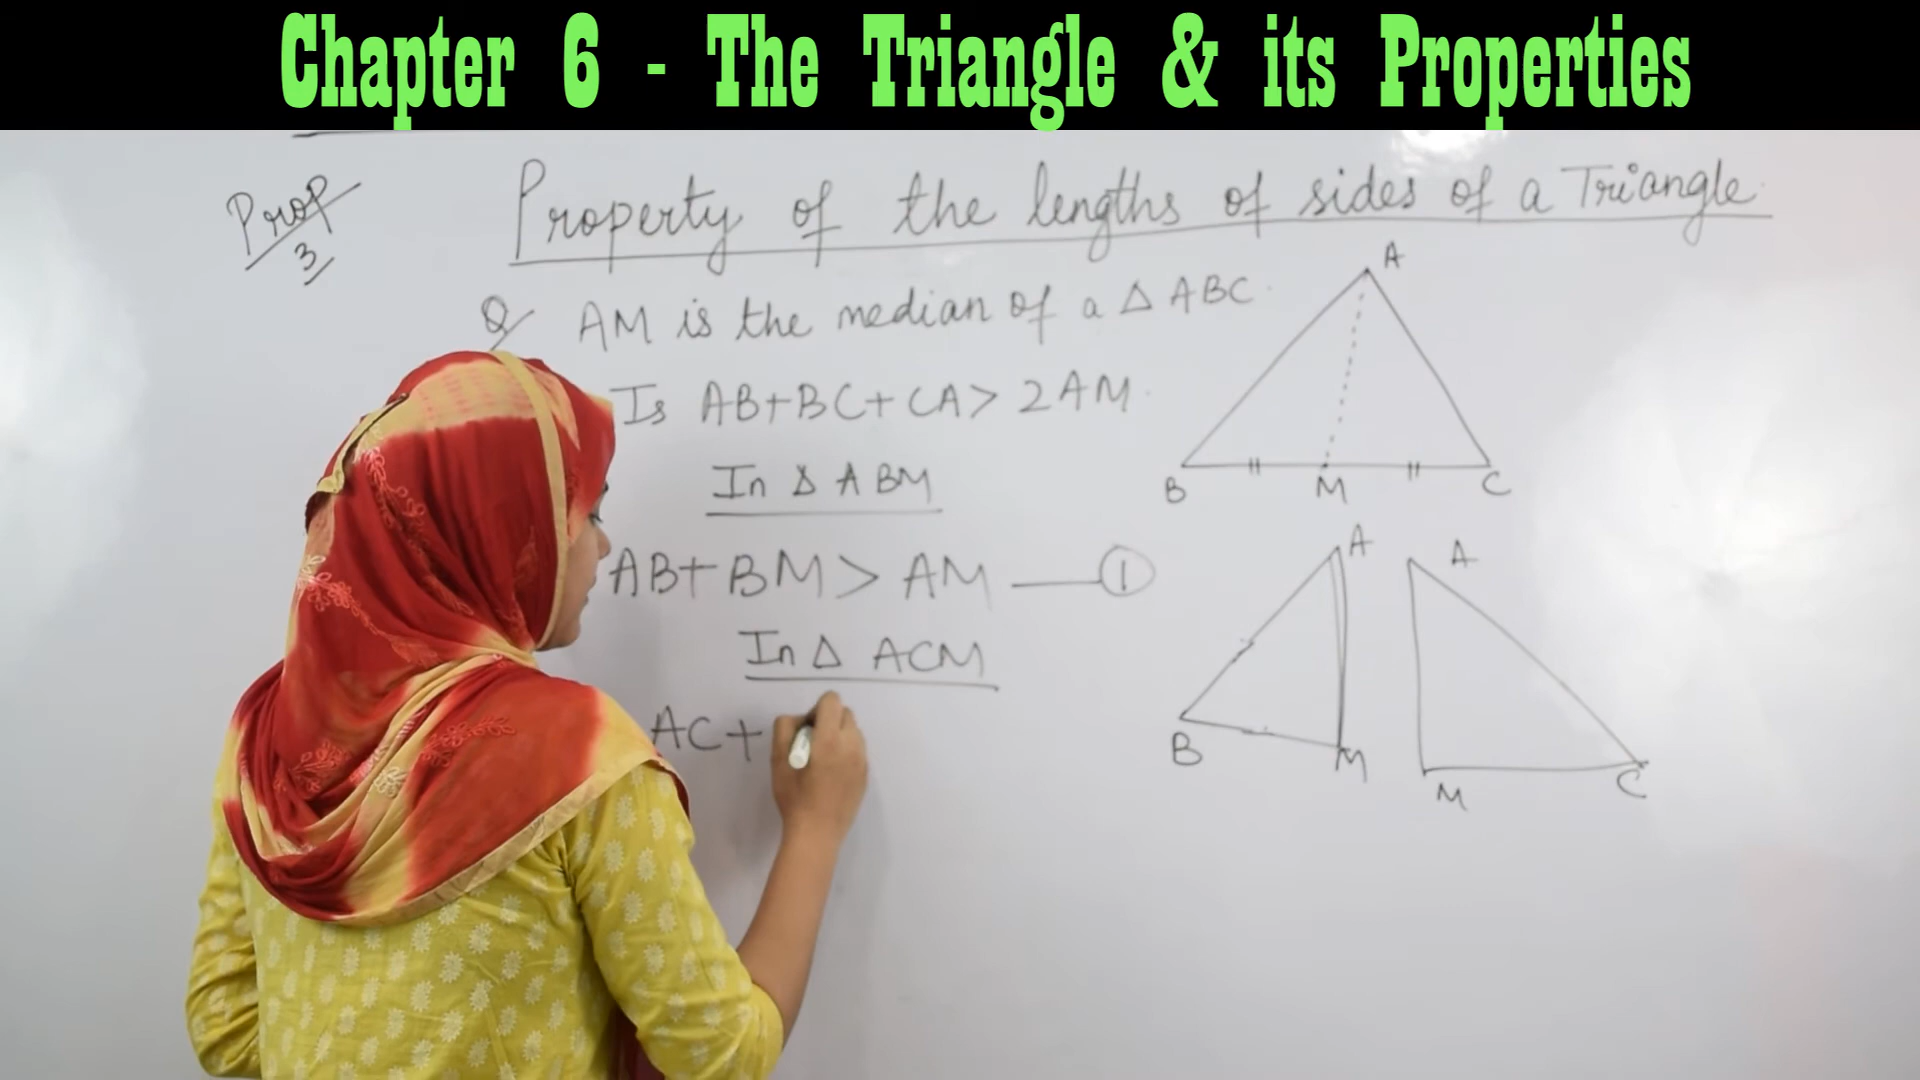 Chapter 6 - The Triangle & its Properties
Prop 3
Property of the lengths of sides of a Triangle
Q AM is the median of a Δ ABC.
Is AB+BC+CA > 2AM.
In Δ ABM
AB+BM > AM — 1
In Δ ACM
AC+
A
B
M
C
A
B
M
A
M
C